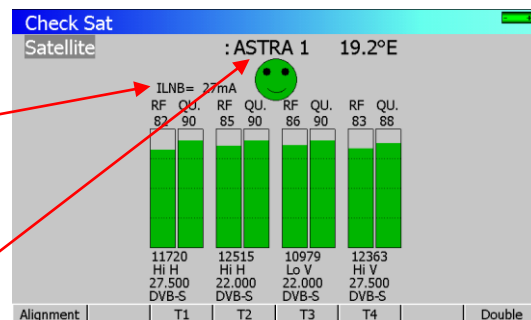 Check Sat
Satellite : ASTRA 1 19.2°E
ILNB= 27mA
RF QU. RF QU. RF QU. RF QU.
82 90 85 90 86 90 83 88
11720 12515 10979 12363
Hi H Hi H Lo V Hi V
27.500 22.000 22.000 27.500
DVB-S DVB-S DVB-S DVB-S
Alignment T1 T2 T3 T4 Double